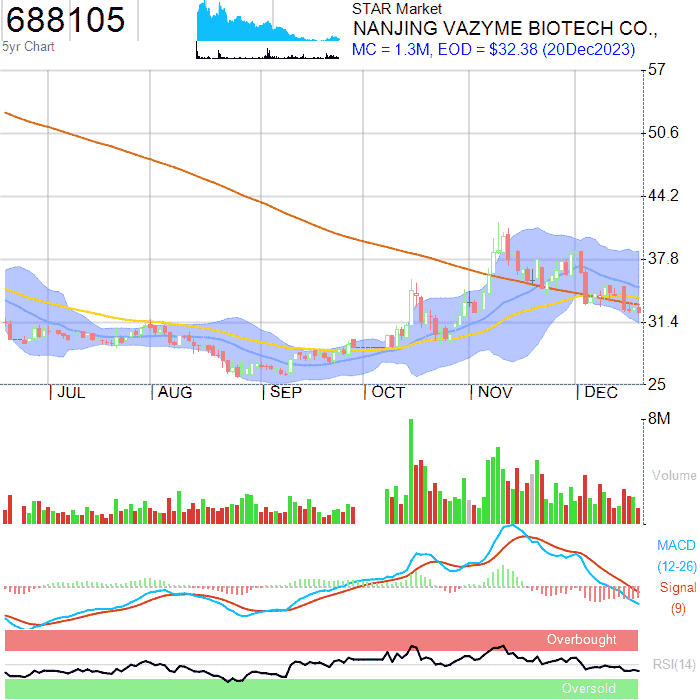 688105
5yr Chart
STAR Market
NANJING VAZYME BIOTECH CO.,
MC = 1.3M, EOD = $32.38 (20Dec2023)
57
50.6
44.2
37.8
31.4
25
JUL AUG SEP OCT NOV DEC
8M
Volume
MACD
(12-26)
Signal
(9)
Overbought
RSI(14)
Oversold